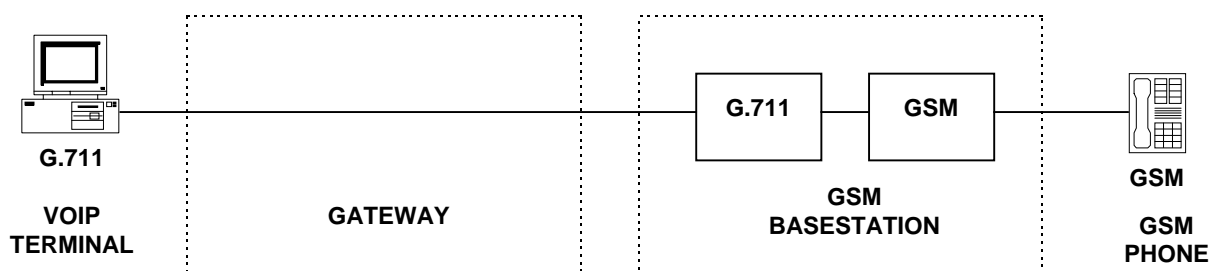 G.711
VOIP
TERMINAL
GATEWAY
G.711
GSM
GSM
BASESTATION
GSM
GSM
PHONE